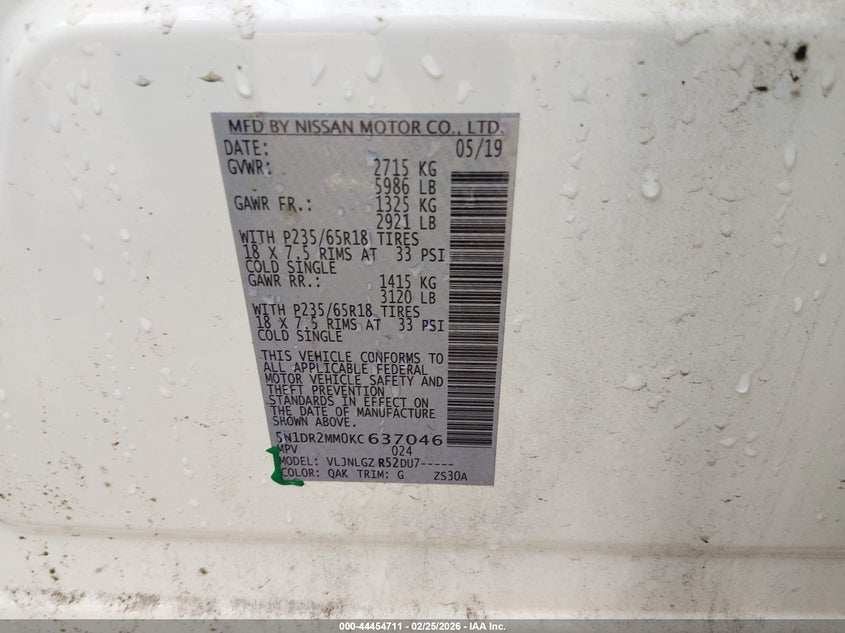 MFD BY NISSAN MOTOR CO., LTD.
DATE: 05/19
GVWR: 2715 KG
5986 LB
GAWR FR.: 1325 KG
2921 LB
WITH P235/65R18 TIRES
18 X 7.5 RIMS AT 33 PSI
COLD SINGLE
GAWR RR.: 1415 KG
3120 LB
WITH P235/65R18 TIRES
18 X 7.5 RIMS AT 33 PSI
COLD SINGLE
THIS VEHICLE CONFORMS TO
ALL APPLICABLE FEDERAL
MOTOR VEHICLE SAFETY AND
THEFT PREVENTION
STANDARDS IN EFFECT ON
THE DATE OF MANUFACTURE
SHOWN ABOVE.
5N1DR2MM0KC637046
MPV 024
MODEL: VLJNLGZ R52DU7-----
COLOR: QAK TRIM: G ZS30A
000-44454711 - 02/25/2026 - IAA Inc.